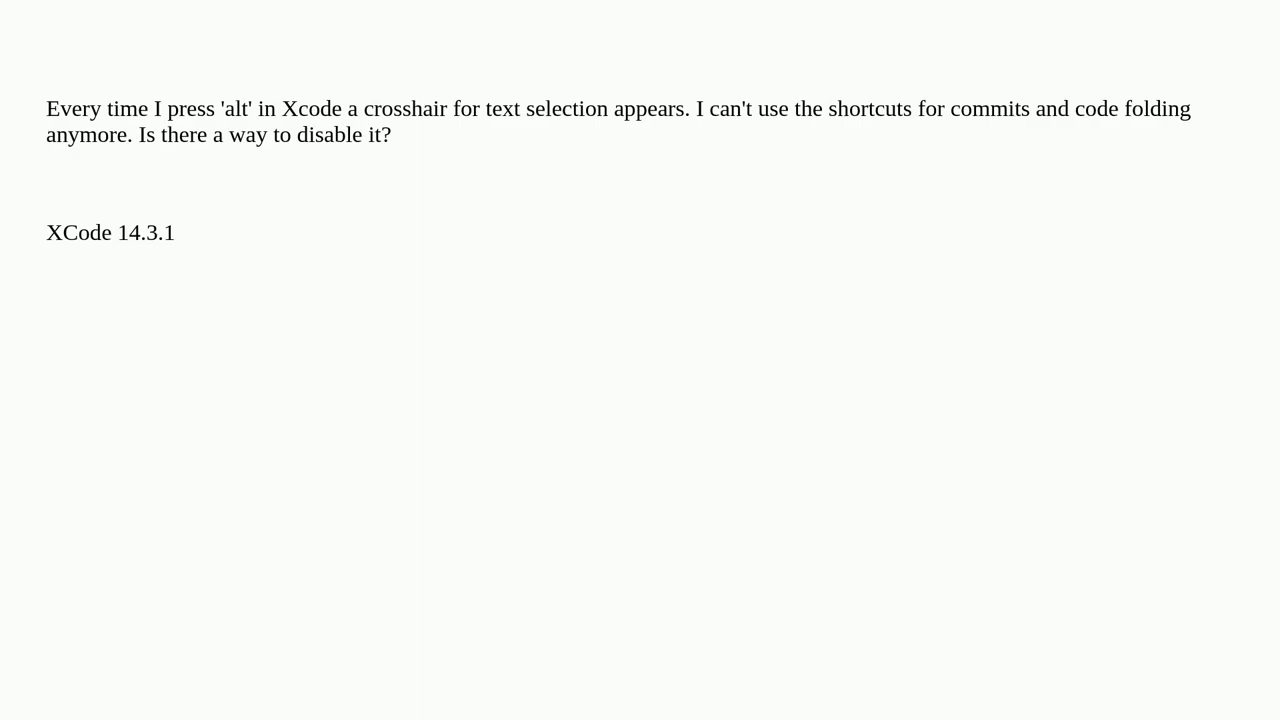 Every time I press 'alt' in Xcode a crosshair for text selection appears. I can't use the shortcuts for commits and code folding
anymore. Is there a way to disable it?
XCode 14.3.1